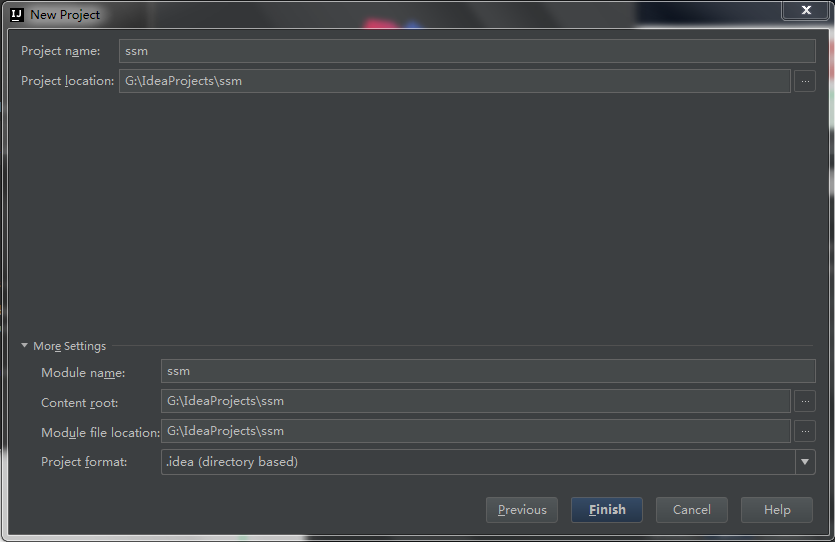 New Project
Project name: ssm
Project location: G:\IdeaProjects\ssm ...
More Settings
Module name: ssm
Content root: G:\IdeaProjects\ssm ...
Module file location: G:\IdeaProjects\ssm ...
Project format: .idea (directory based)
Previous Finish Cancel Help